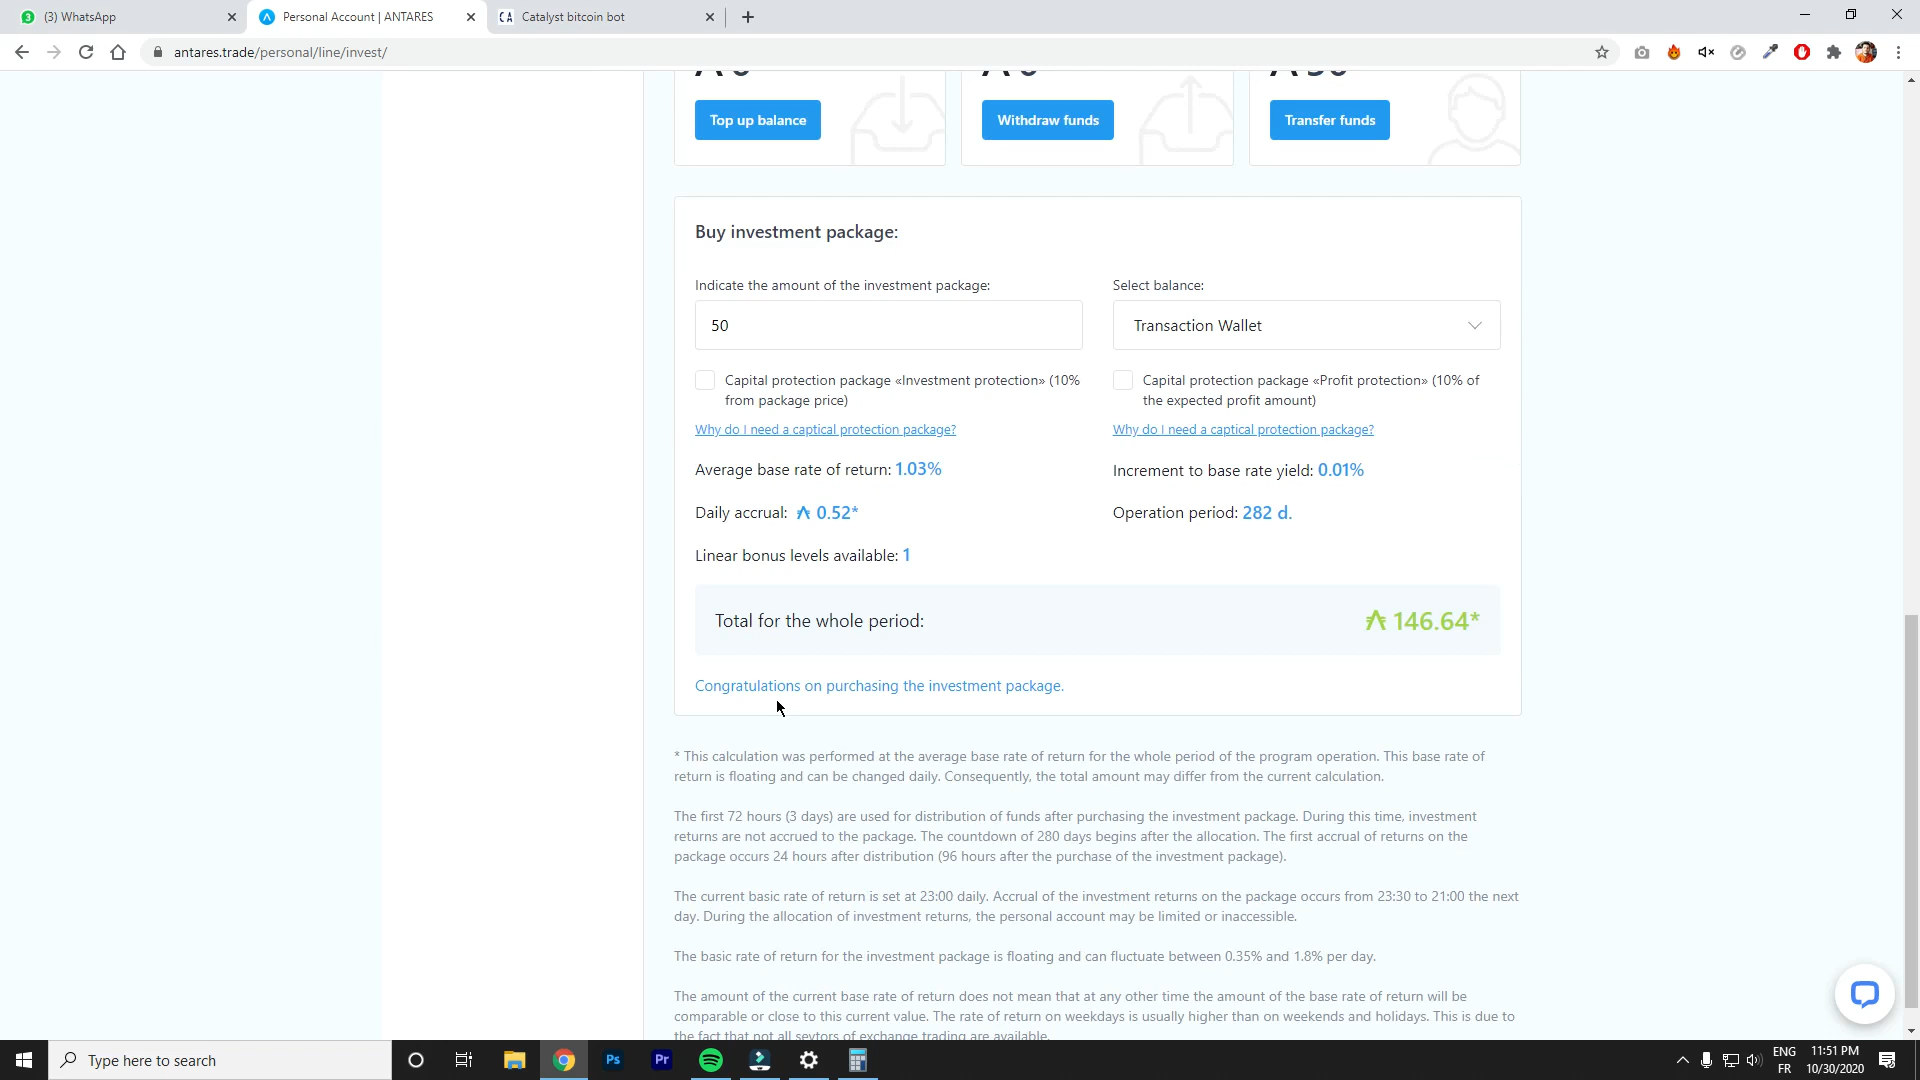 (3) WhatsApp
Personal Account | ANTARES
CA Catalyst bitcoin bot
antares.trade/personal/line/invest/
Top up balance
Withdraw funds
Transfer funds
Buy investment package:
Indicate the amount of the investment package:
Select balance:
50
Transaction Wallet
Capital protection package «Investment protection» (10%
from package price)
Capital protection package «Profit protection» (10% of
the expected profit amount)
Why do I need a captical protection package?
Why do I need a captical protection package?
Average base rate of return: 1.03%
Increment to base rate yield: 0.01%
Daily accrual: 0.52*
Operation period: 282 d.
Linear bonus levels available: 1
Total for the whole period:
146.64*
Congratulations on purchasing the investment package.
* This calculation was performed at the average base rate of return for the whole period of the program operation. This base rate of
return is floating and can be changed daily. Consequently, the total amount may differ from the current calculation.
The first 72 hours (3 days) are used for distribution of funds after purchasing the investment package. During this time, investment
returns are not accrued to the package. The countdown of 280 days begins after the allocation. The first accrual of returns on the
package occurs 24 hours after distribution (96 hours after the purchase of the investment package).
The current basic rate of return is set at 23:00 daily. Accrual of the investment returns on the package occurs from 23:30 to 21:00 the next
day. During the allocation of investment returns, the personal account may be limited or inaccessible.
The basic rate of return for the investment package is floating and can fluctuate between 0.35% and 1.8% per day.
The amount of the current base rate of return does not mean that at any other time the amount of the base rate of return will be
comparable or close to this current value. The rate of return on weekdays is usually higher than on weekends and holidays. This is due to
the fact that not all sevtors of exchange trading are available.
Type here to search
Ps
Pr
ENG
FR
11:51 PM
10/30/2020